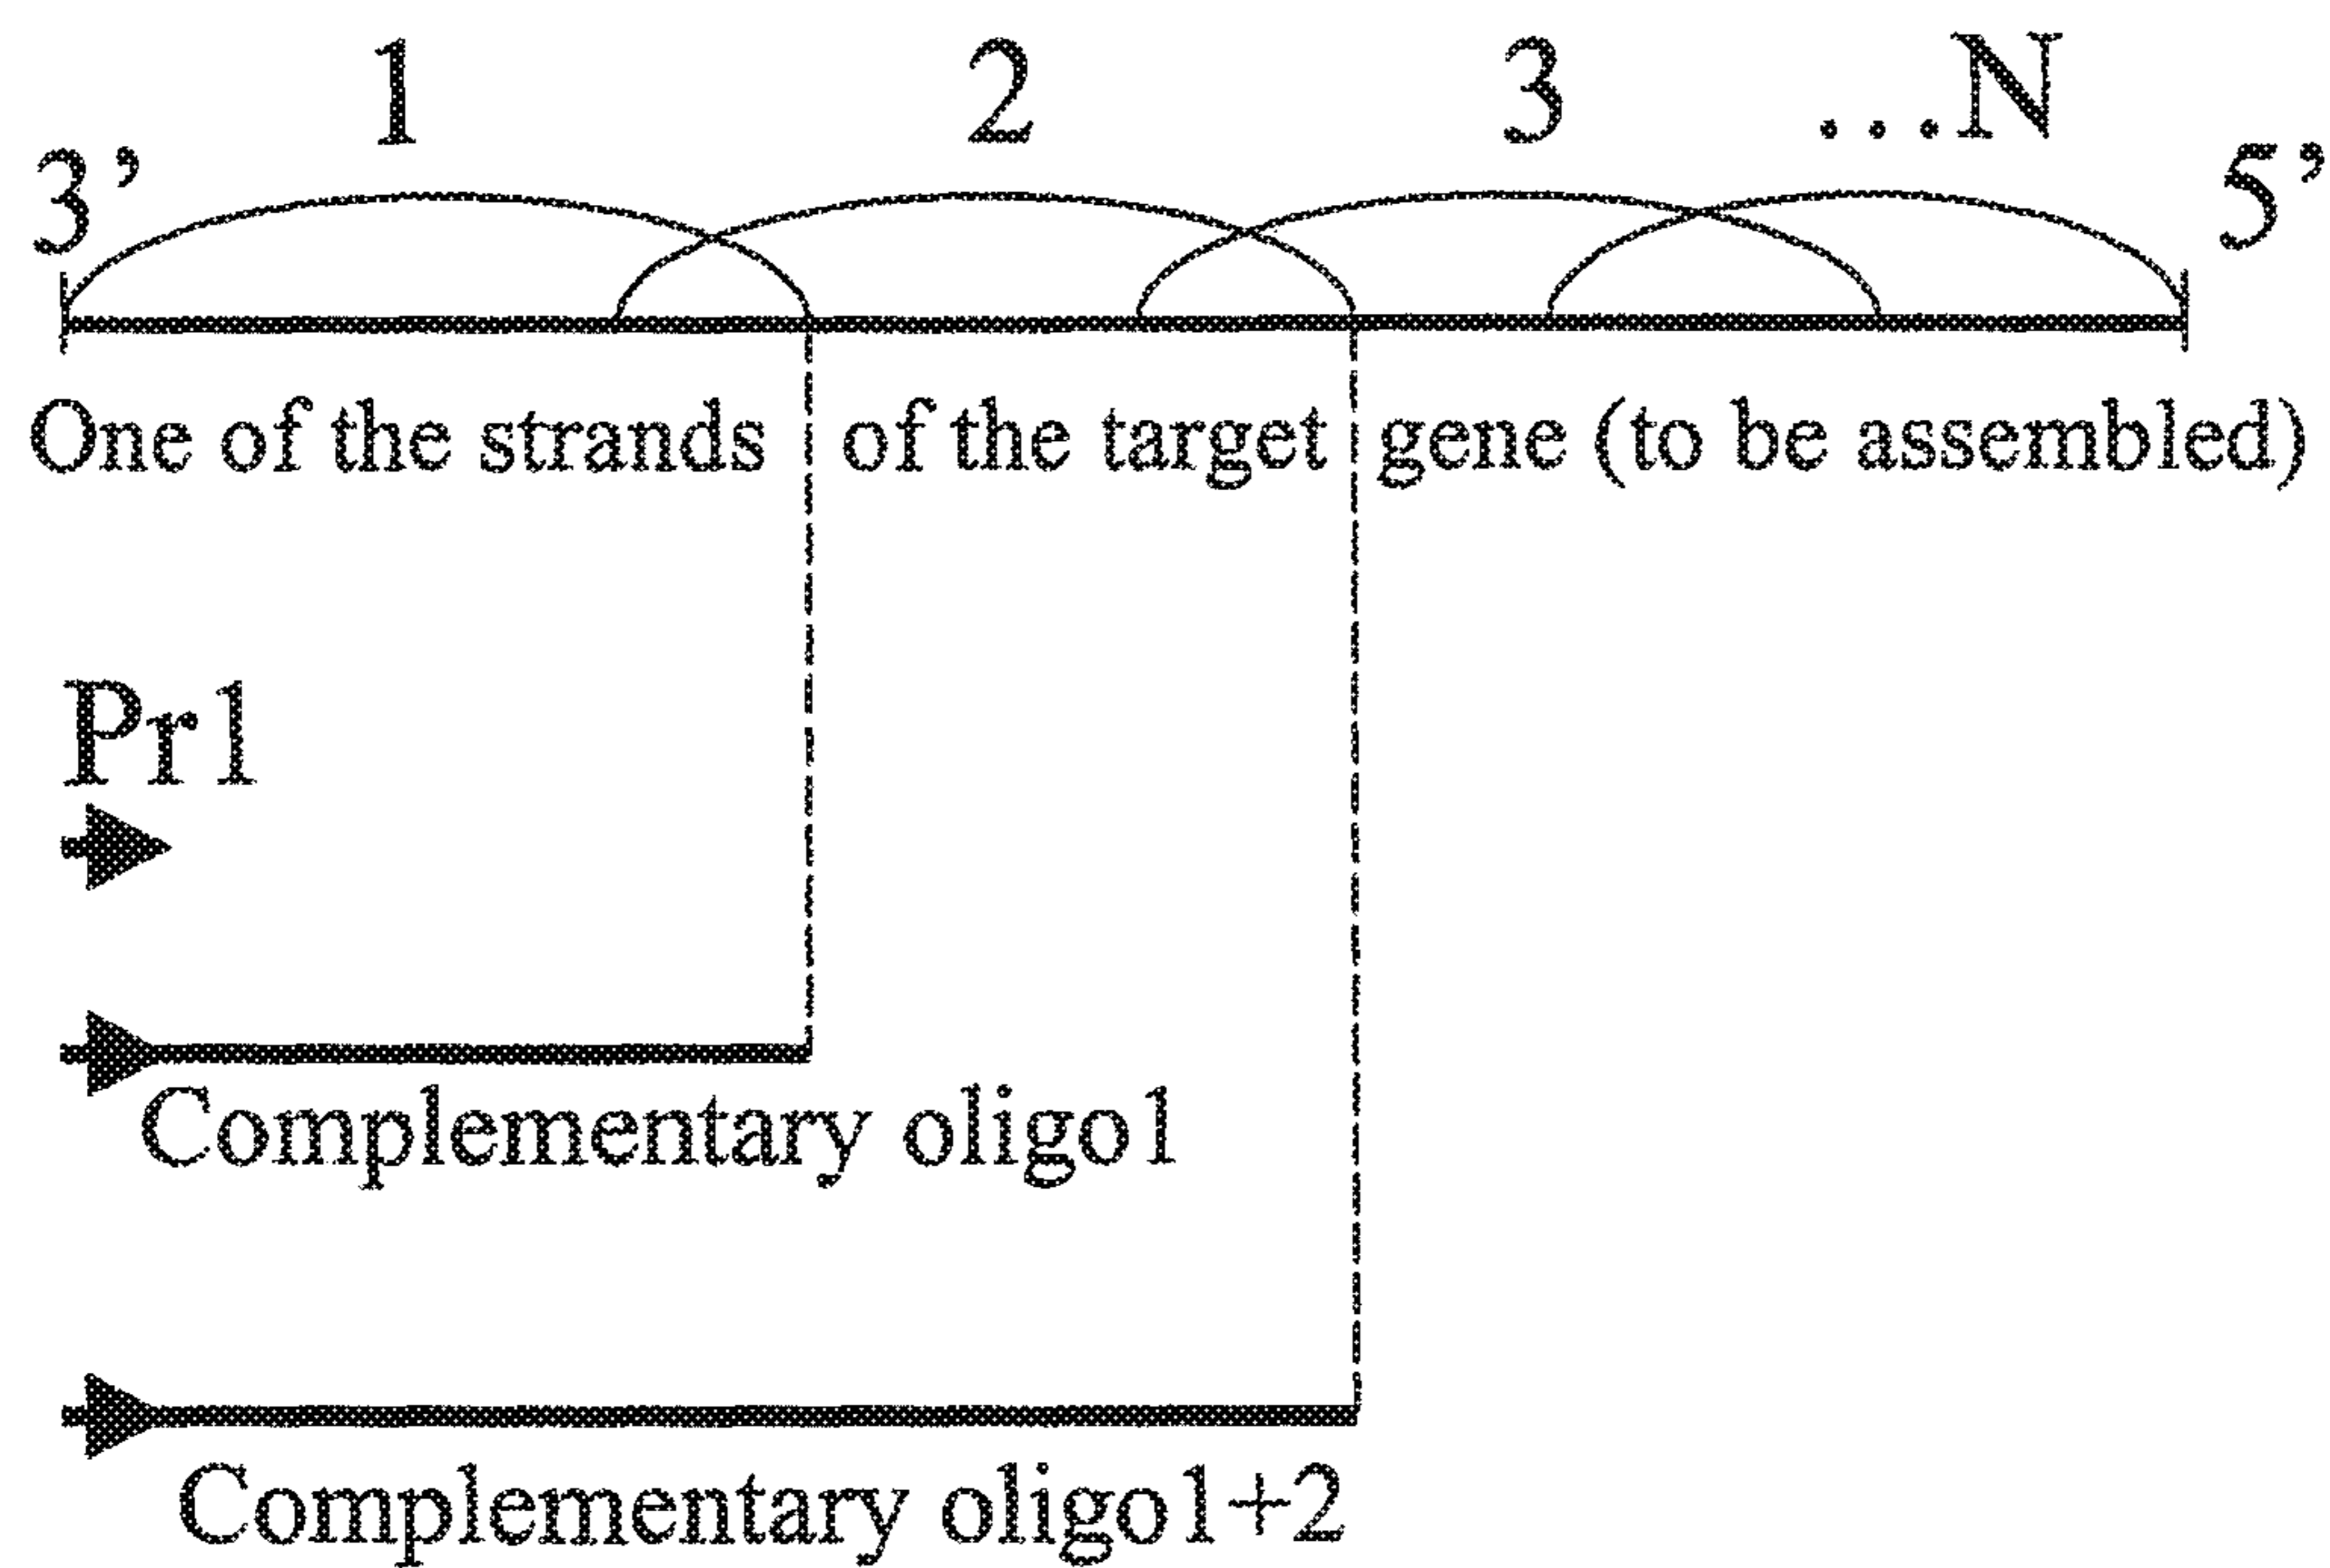 1 2 3 ...N
3’ 5’
One of the strands of the target gene (to be assembled)
Pr1
Complementary oligo1
Complementary oligo1+2